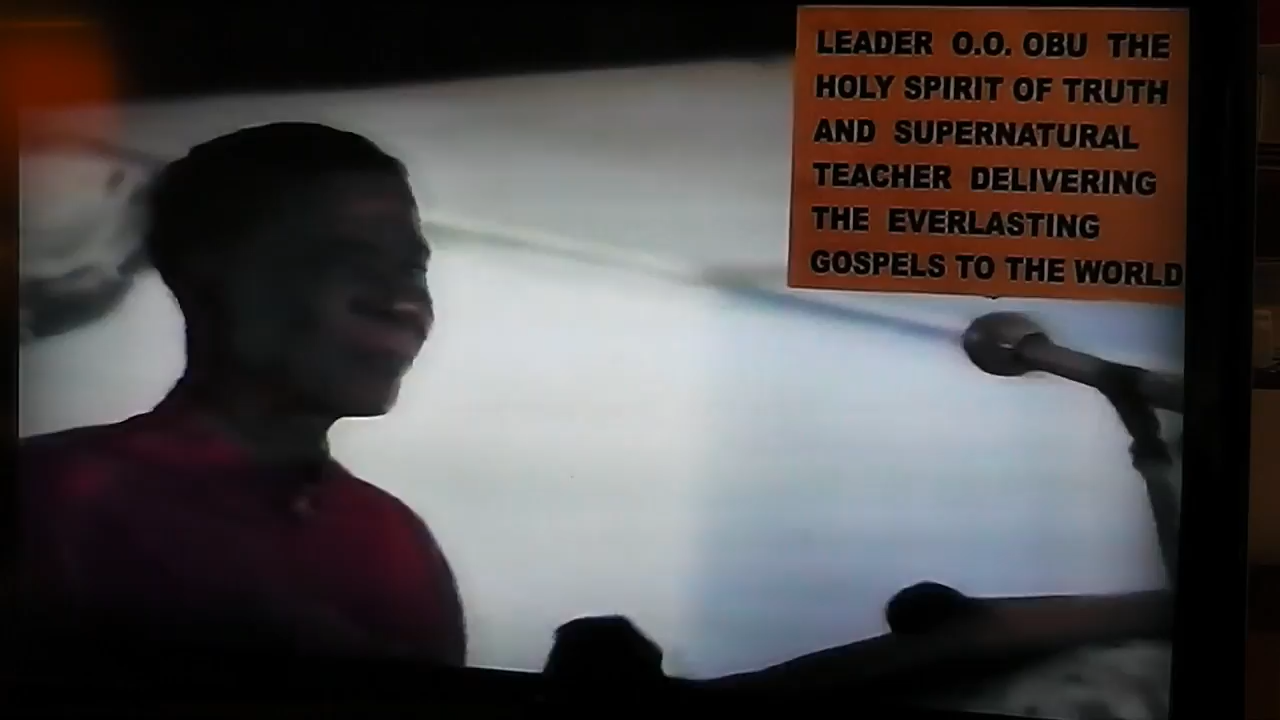 LEADER O.O. OBU THE
HOLY SPIRIT OF TRUTH
AND SUPERNATURAL
TEACHER DELIVERING
THE EVERLASTING
GOSPELS TO THE WORLD